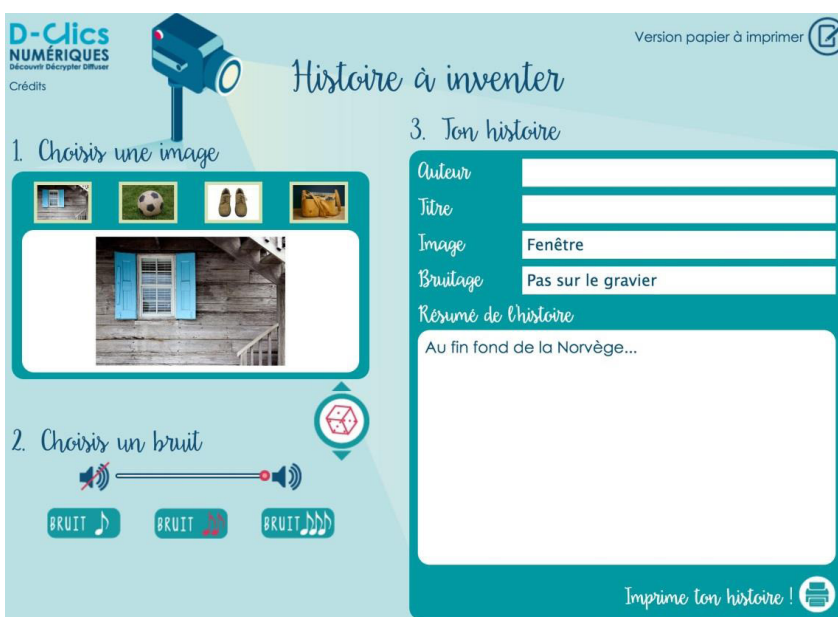 D-Clics
NUMÉRIQUES
Découvrir Décrypter Diffuser
Crédits
Version papier à imprimer
Histoire à inventer
1. Choisis une image
2. Choisis un bruit
BRUIT
BRUIT
BRUIT
3. Ton histoire
Auteur
Titre
Image Fenêtre
Bruitage Pas sur le gravier
Résumé de l'histoire
Au fin fond de la Norvège...
Imprime ton histoire !